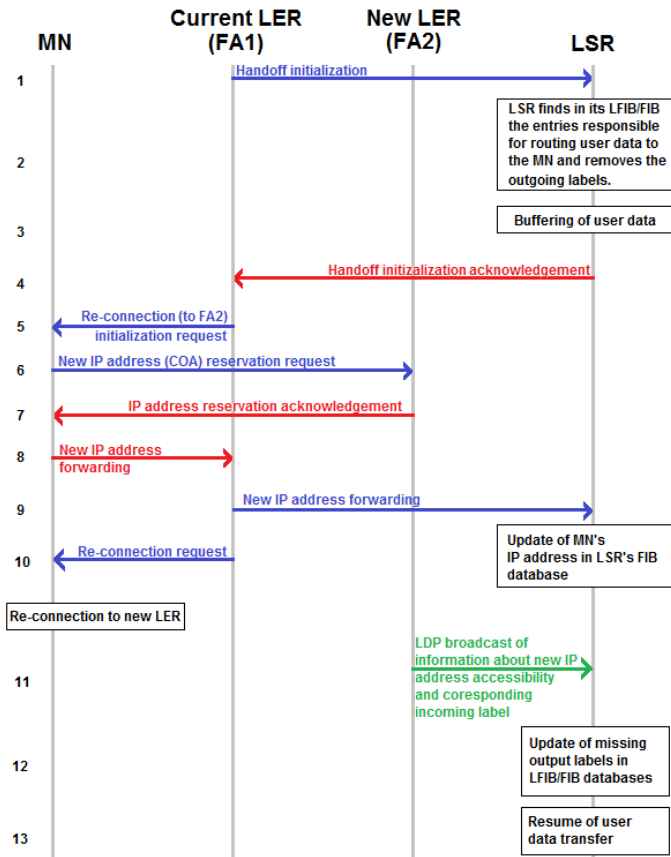 MN
Current LER
(FA1)
New LER
(FA2)
LSR
1
Handoff initialization
2
LSR finds in its LFIB/FIB
the entries responsible
for routing user data to
the MN and removes the
outgoing labels.
3
Buffering of user data
4
Handoff initizalization acknowledgement
5
Re-connection (to FA2)
initialization request
6
New IP address (COA) reservation request
7
IP address reservation acknowledgement
8
New IP address
forwarding
9
New IP address forwarding
10
Re-connection request
Update of MN's
IP address in LSR's FIB
database
Re-connection to new LER
11
LDP broadcast of
information about new IP
address accessibility
and coresponding
incoming label
12
Update of missing
output labels in
LFIB/FIB databases
13
Resume of user
data transfer